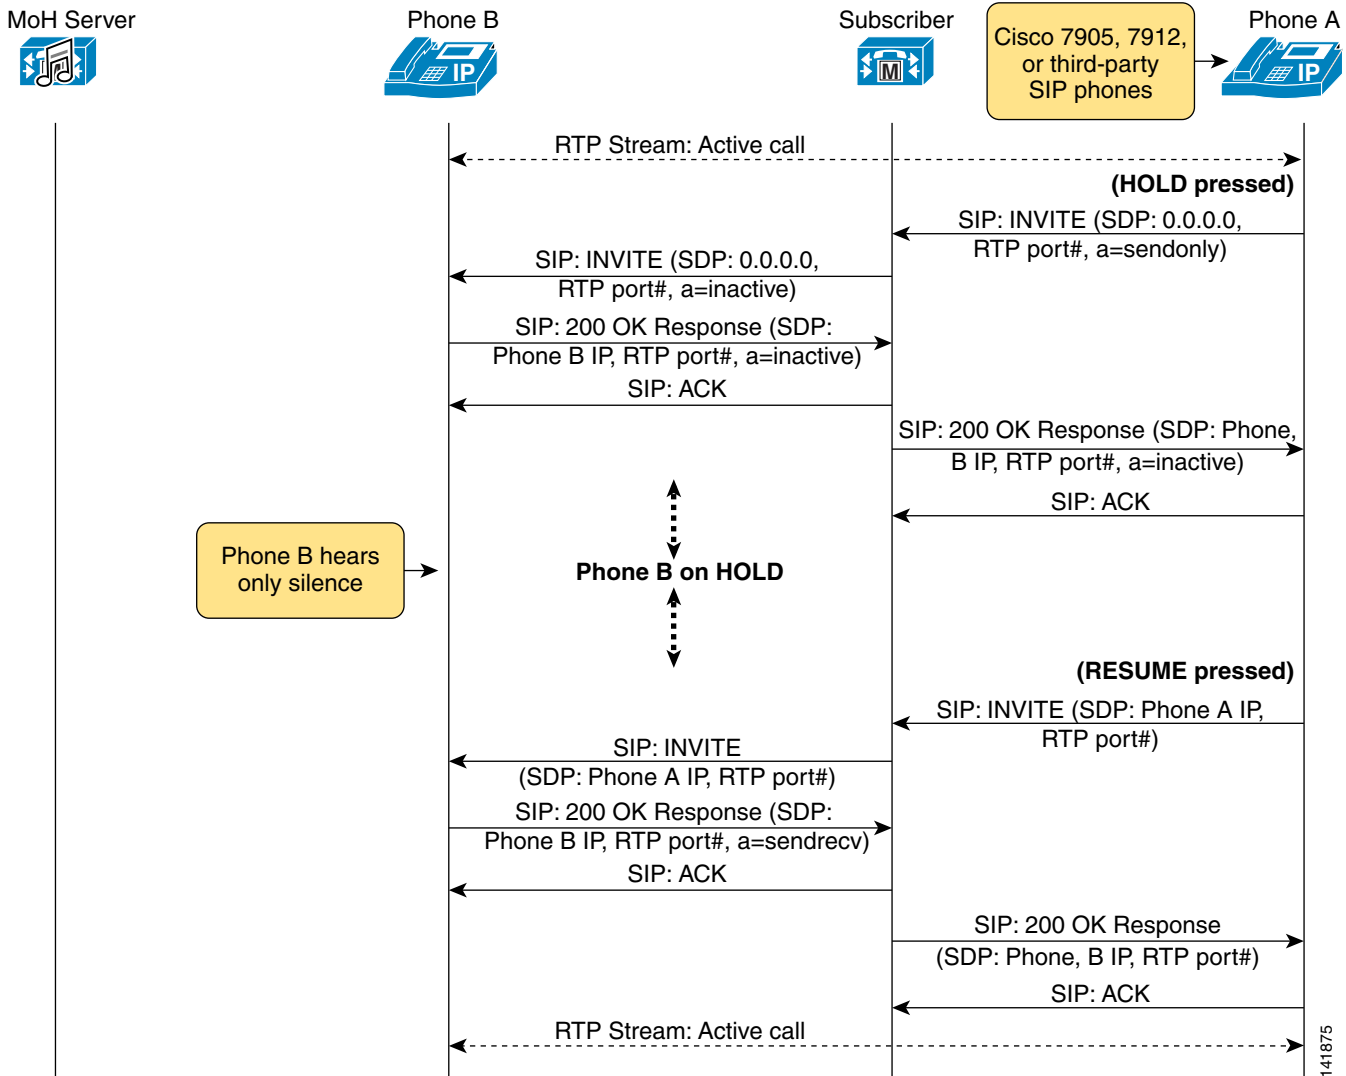 MoH Server
Phone B
Subscriber
Cisco 7905, 7912,
or third-party
SIP phones
Phone A
IP
M
IP
RTP Stream: Active call
(HOLD pressed)
SIP: INVITE (SDP: 0.0.0.0,
RTP port#, a=sendonly)
SIP: INVITE (SDP: 0.0.0.0,
RTP port#, a=inactive)
SIP: 200 OK Response (SDP:
Phone B IP, RTP port#, a=inactive)
SIP: ACK
SIP: 200 OK Response (SDP: Phone,
B IP, RTP port#, a=inactive)
SIP: ACK
Phone B hears
only silence
Phone B on HOLD
(RESUME pressed)
SIP: INVITE (SDP: Phone A IP,
RTP port#)
SIP: INVITE
(SDP: Phone A IP, RTP port#)
SIP: 200 OK Response (SDP:
Phone B IP, RTP port#, a=sendrecv)
SIP: ACK
SIP: 200 OK Response
(SDP: Phone, B IP, RTP port#)
SIP: ACK
RTP Stream: Active call
141875